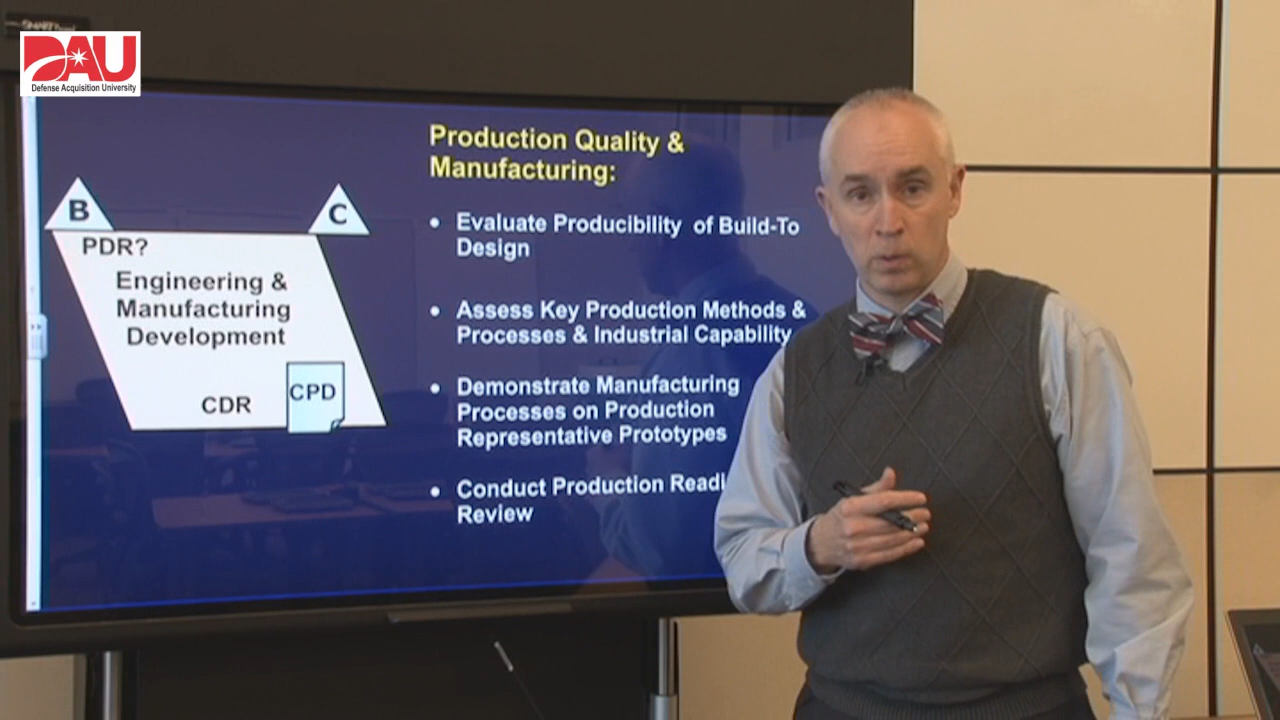 DAU
Defense Acquisition University
Production Quality &
Manufacturing:
B
C
PDR?
Engineering &
Manufacturing
Development
CDR
CPD
• Evaluate Producibility of Build-To
Design
• Assess Key Production Methods &
Processes & Industrial Capability
• Demonstrate Manufacturing
Processes on Production
Representative Prototypes
• Conduct Production Readi
Review